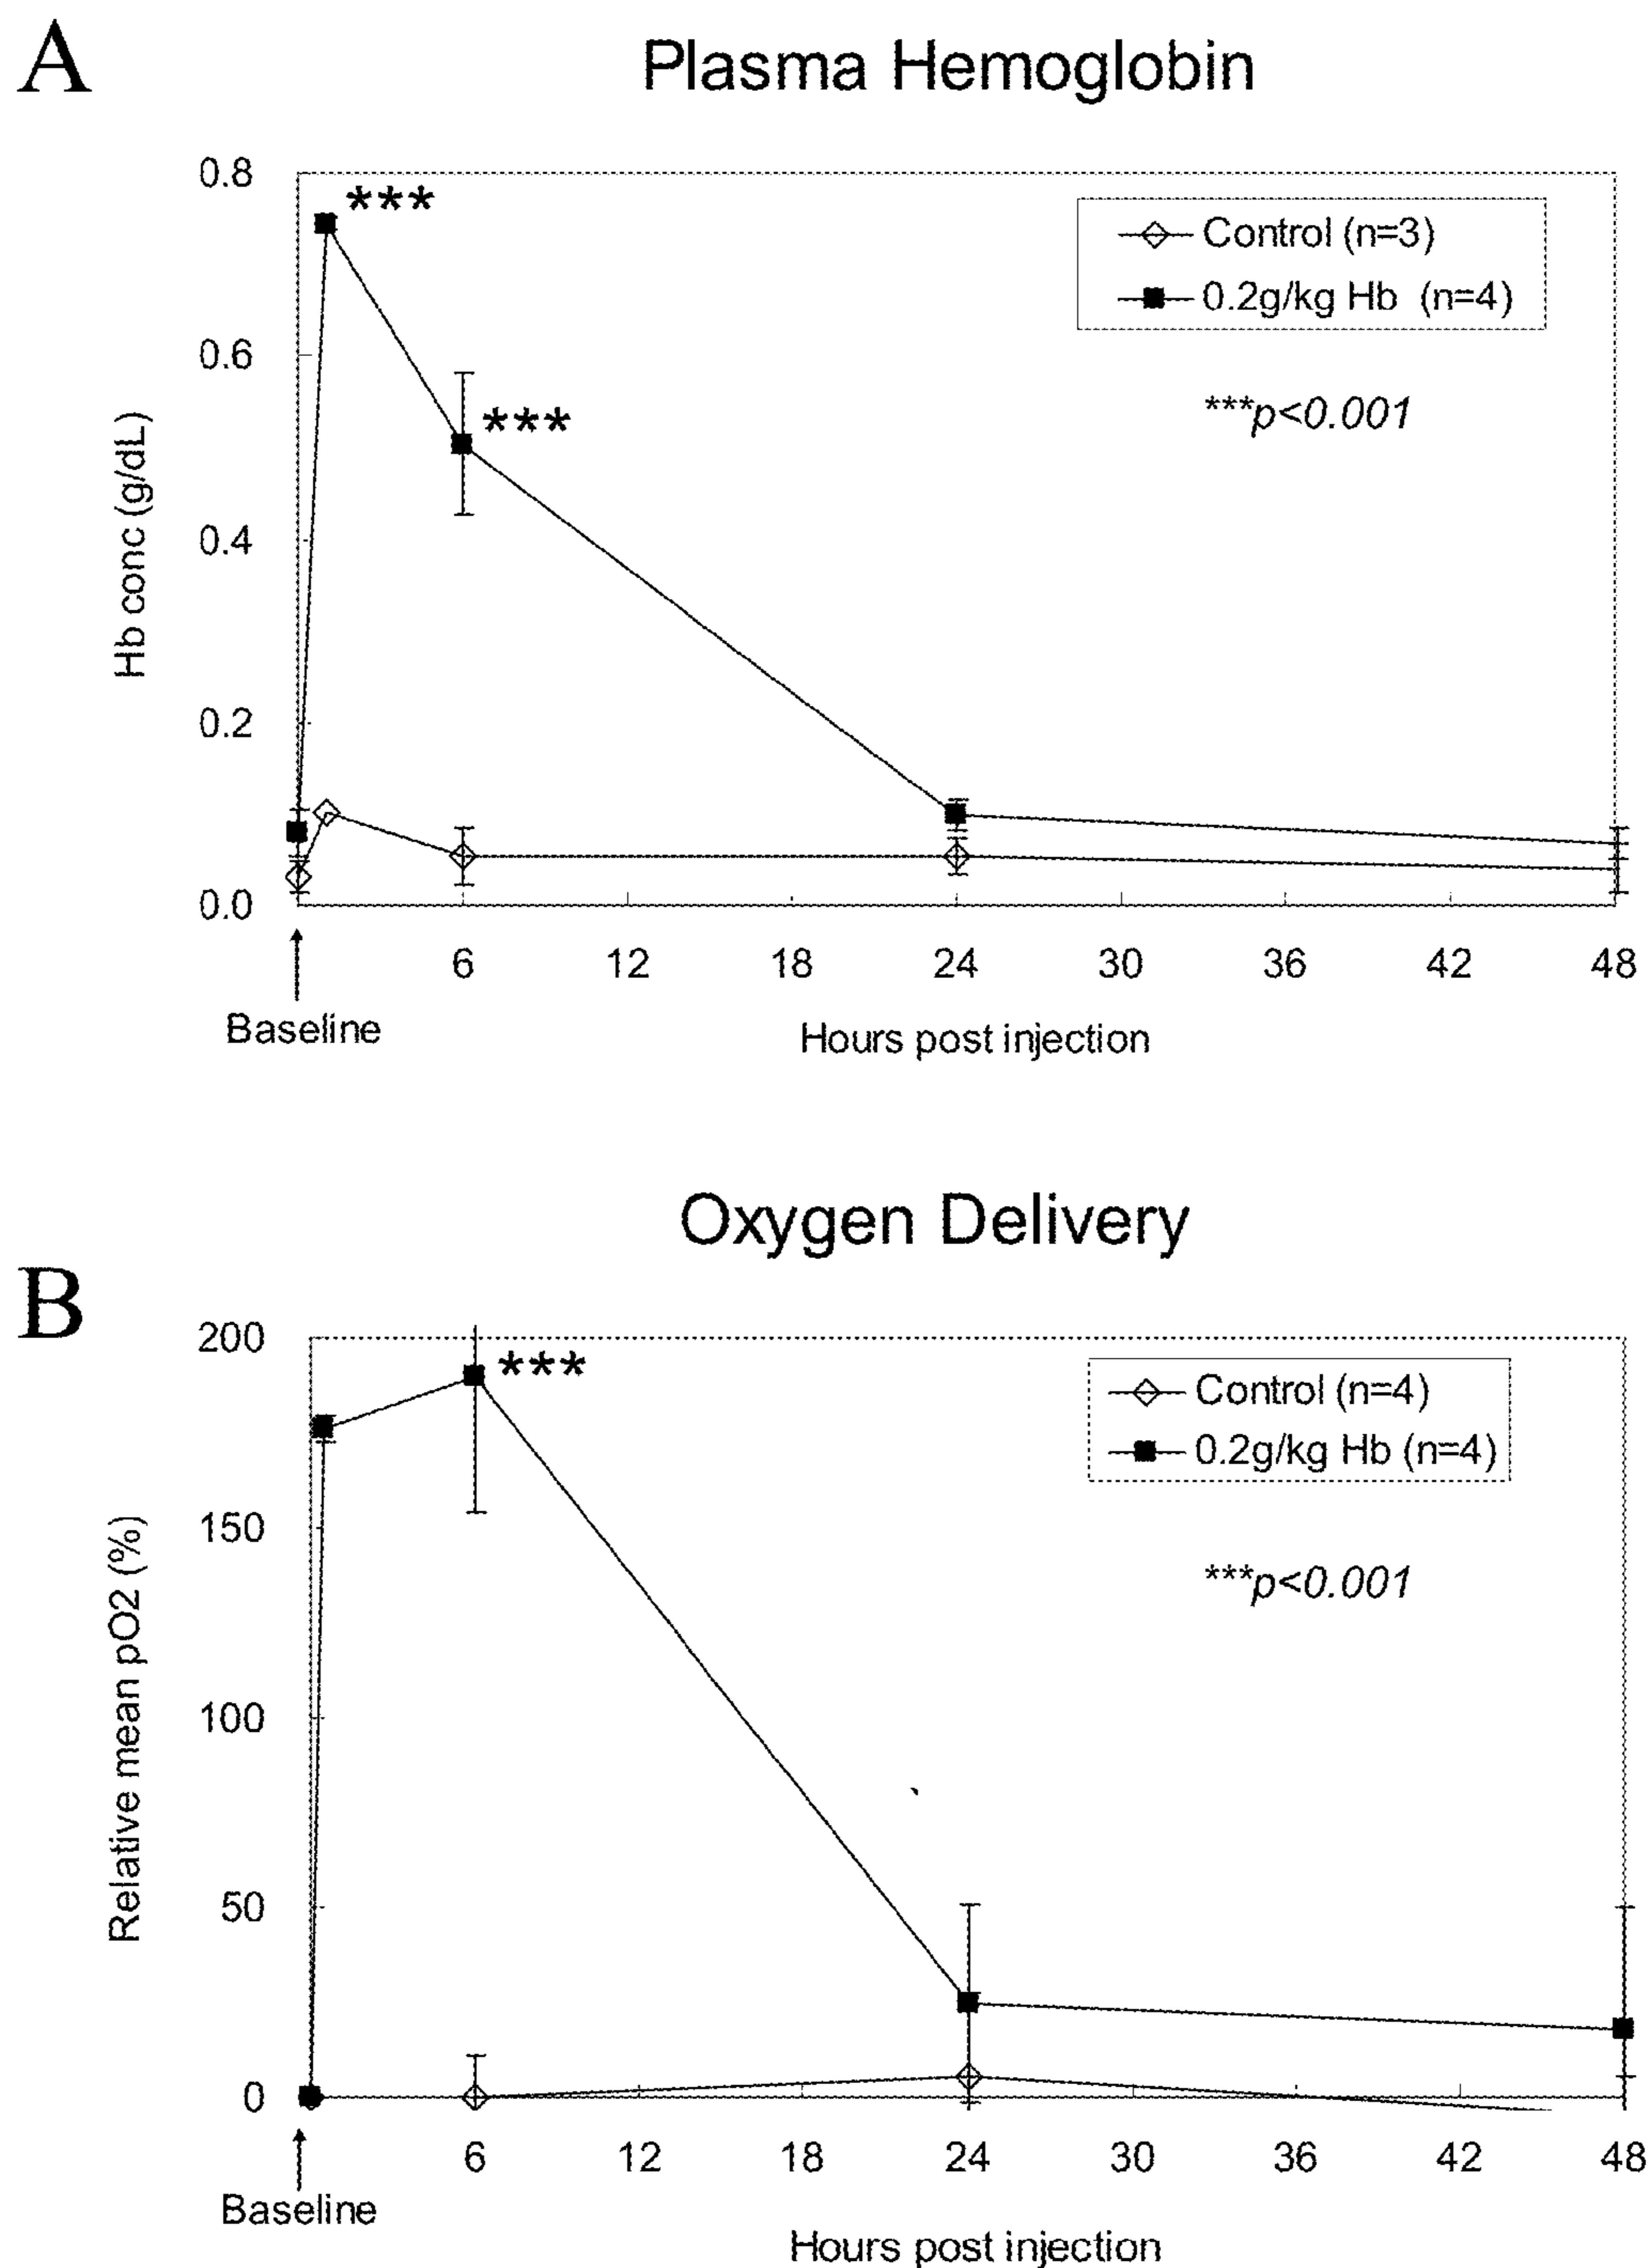 A
Plasma Hemoglobin
0.8
0.6
0.4
0.2
0.0
Hb conc (g/dL)
***
***
Control (n=3)
0.2g/kg Hb (n=4)
***p<0.001
6 12 18 24 30 36 42 48
Baseline
Hours post injection
Oxygen Delivery
B
200
150
100
50
0
Relative mean pO2 (%)
***
Control (n=4)
0.2g/kg Hb (n=4)
***p<0.001
6 12 18 24 30 36 42 48
Baseline
Hours post injection